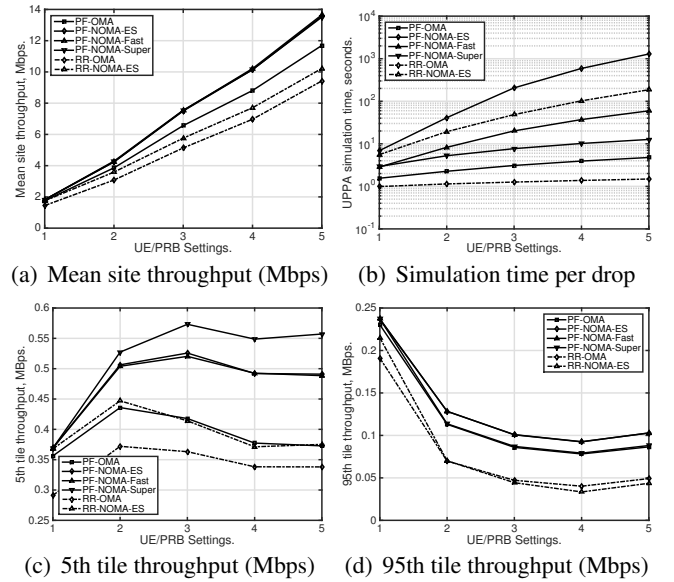 14
12
10
8
6
4
2
0
Mean site throughput, Mbps.
PF-OMA
PF-NOMA-ES
PF-NOMA-Fast
PF-NOMA-Super
RR-OMA
RR-NOMA-ES
1 2 3 4 5
UE/PRB Settings.
(a) Mean site throughput (Mbps)
10^4
10^3
10^2
10^1
10^0
10^-1
UPPA simulation time, seconds.
PF-OMA
PF-NOMA-ES
PF-NOMA-Fast
PF-NOMA-Super
RR-OMA
RR-NOMA-ES
1 2 3 4 5
UE/PRB Settings.
(b) Simulation time per drop
0.6
0.55
0.5
0.45
0.4
0.35
0.3
0.25
5th tile throughput, MBps.
PF-OMA
PF-NOMA-ES
PF-NOMA-Fast
PF-NOMA-Super
RR-OMA
RR-NOMA-ES
1 2 3 4 5
UE/PRB Settings.
(c) 5th tile throughput (Mbps)
0.25
0.2
0.15
0.1
0.05
0
95th tile throughput, MBps.
PF-OMA
PF-NOMA-ES
PF-NOMA-Fast
PF-NOMA-Super
RR-OMA
RR-NOMA-ES
1 2 3 4 5
UE/PRB Settings.
(d) 95th tile throughput (Mbps)